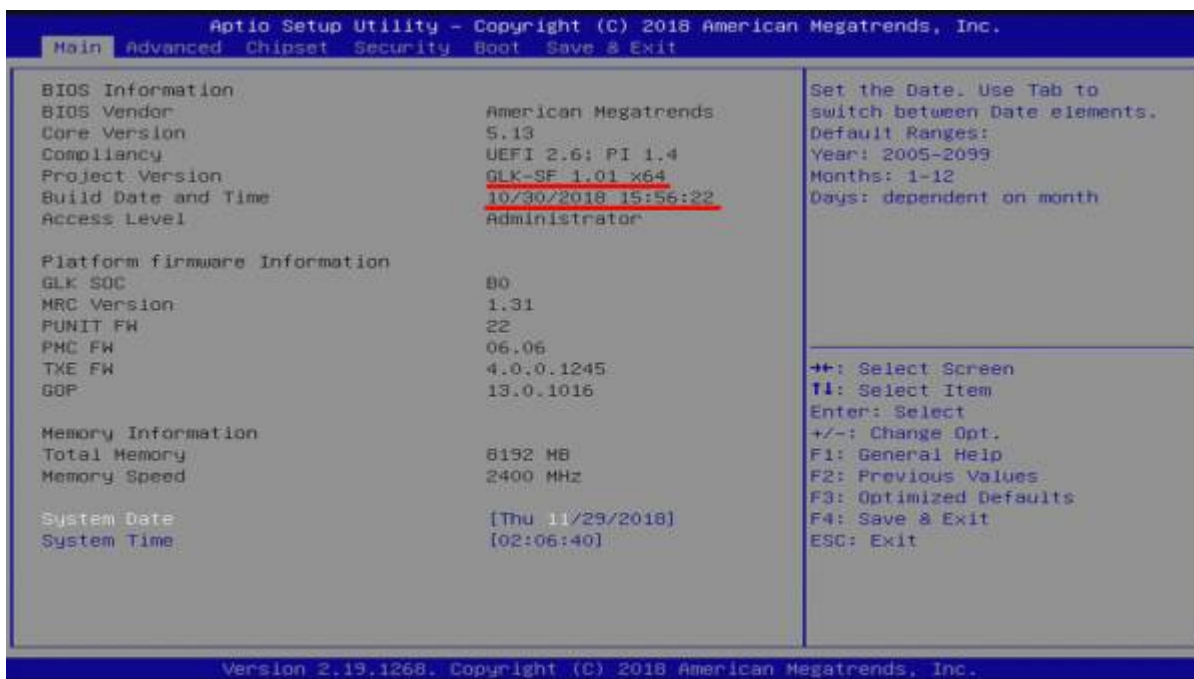 Aptio Setup Utility – Copyright (C) 2018 American Megatrends, Inc.
Main Advanced Chipset Security Boot Save & Exit
BIOS Information
BIOS Vendor American Megatrends
Core Version 5.13
Compliancy UEFI 2.6; PI 1.4
Project Version GLK-SF 1.01 x64
Build Date and Time 10/30/2018 15:56:22
Access Level Administrator
Platform firmware Information
GLK SOC B0
MRC Version 1.31
PUNIT FW 22
PMC FW 06.06
TXE FW 4.0.0.1245
GOP 13.0.1016
Memory Information
Total Memory 8192 MB
Memory Speed 2400 MHz
System Date [Thu 11/29/2018]
System Time [02:06:40]
Set the Date. Use Tab to
switch between Date elements.
Default Ranges:
Year: 2005-2099
Months: 1-12
Days: dependent on month
→←: Select Screen
↑↓: Select Item
Enter: Select
+/-: Change Opt.
F1: General Help
F2: Previous Values
F3: Optimized Defaults
F4: Save & Exit
ESC: Exit
Version 2.19.1268. Copyright (C) 2018 American Megatrends, Inc.